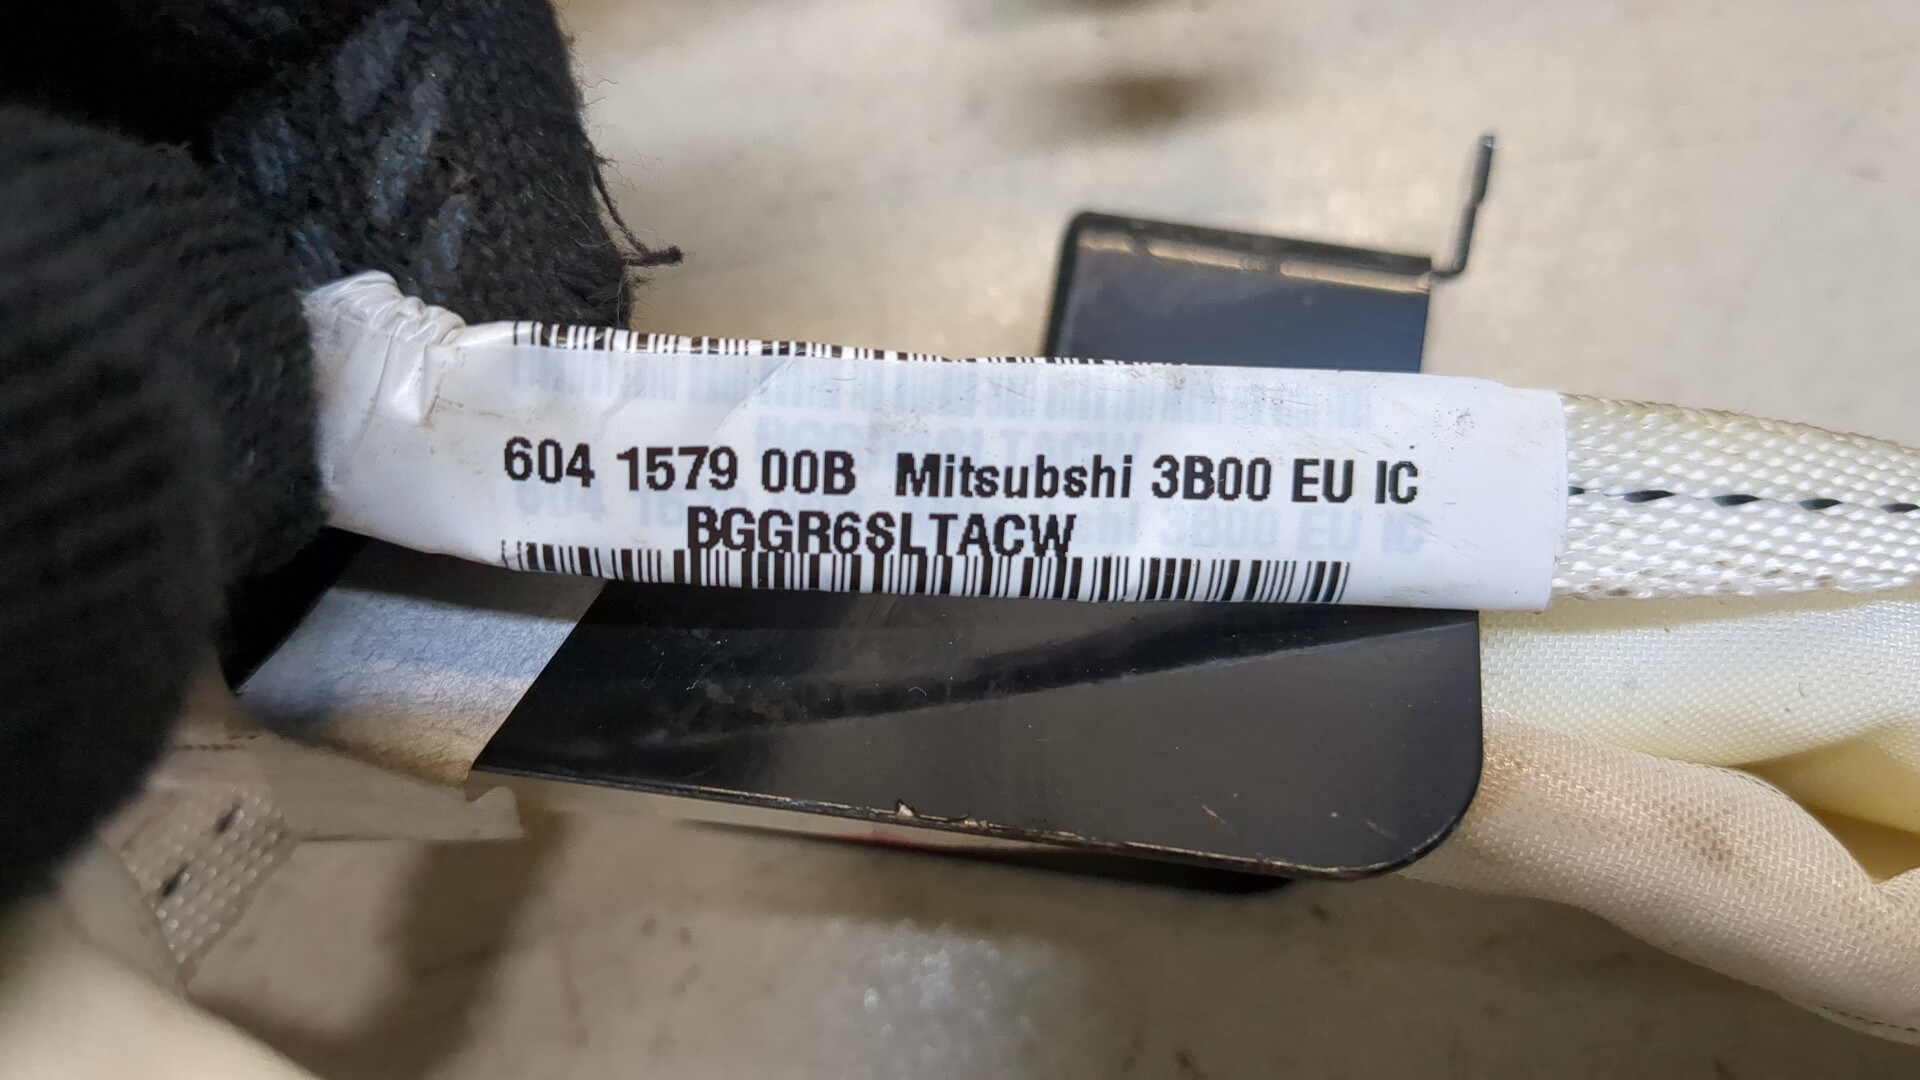 604 1579 00B Mitsubshi 3B00 EU IC
BGGR6SLTACW